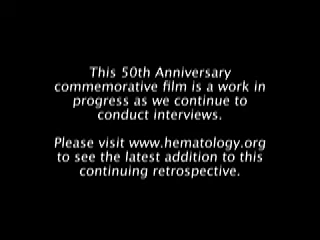 This 50th Anniversary
commemorative film is a work in
progress as we continue to
conduct interviews.
Please visit www.hematology.org
to see the latest addition to this
continuing retrospective.